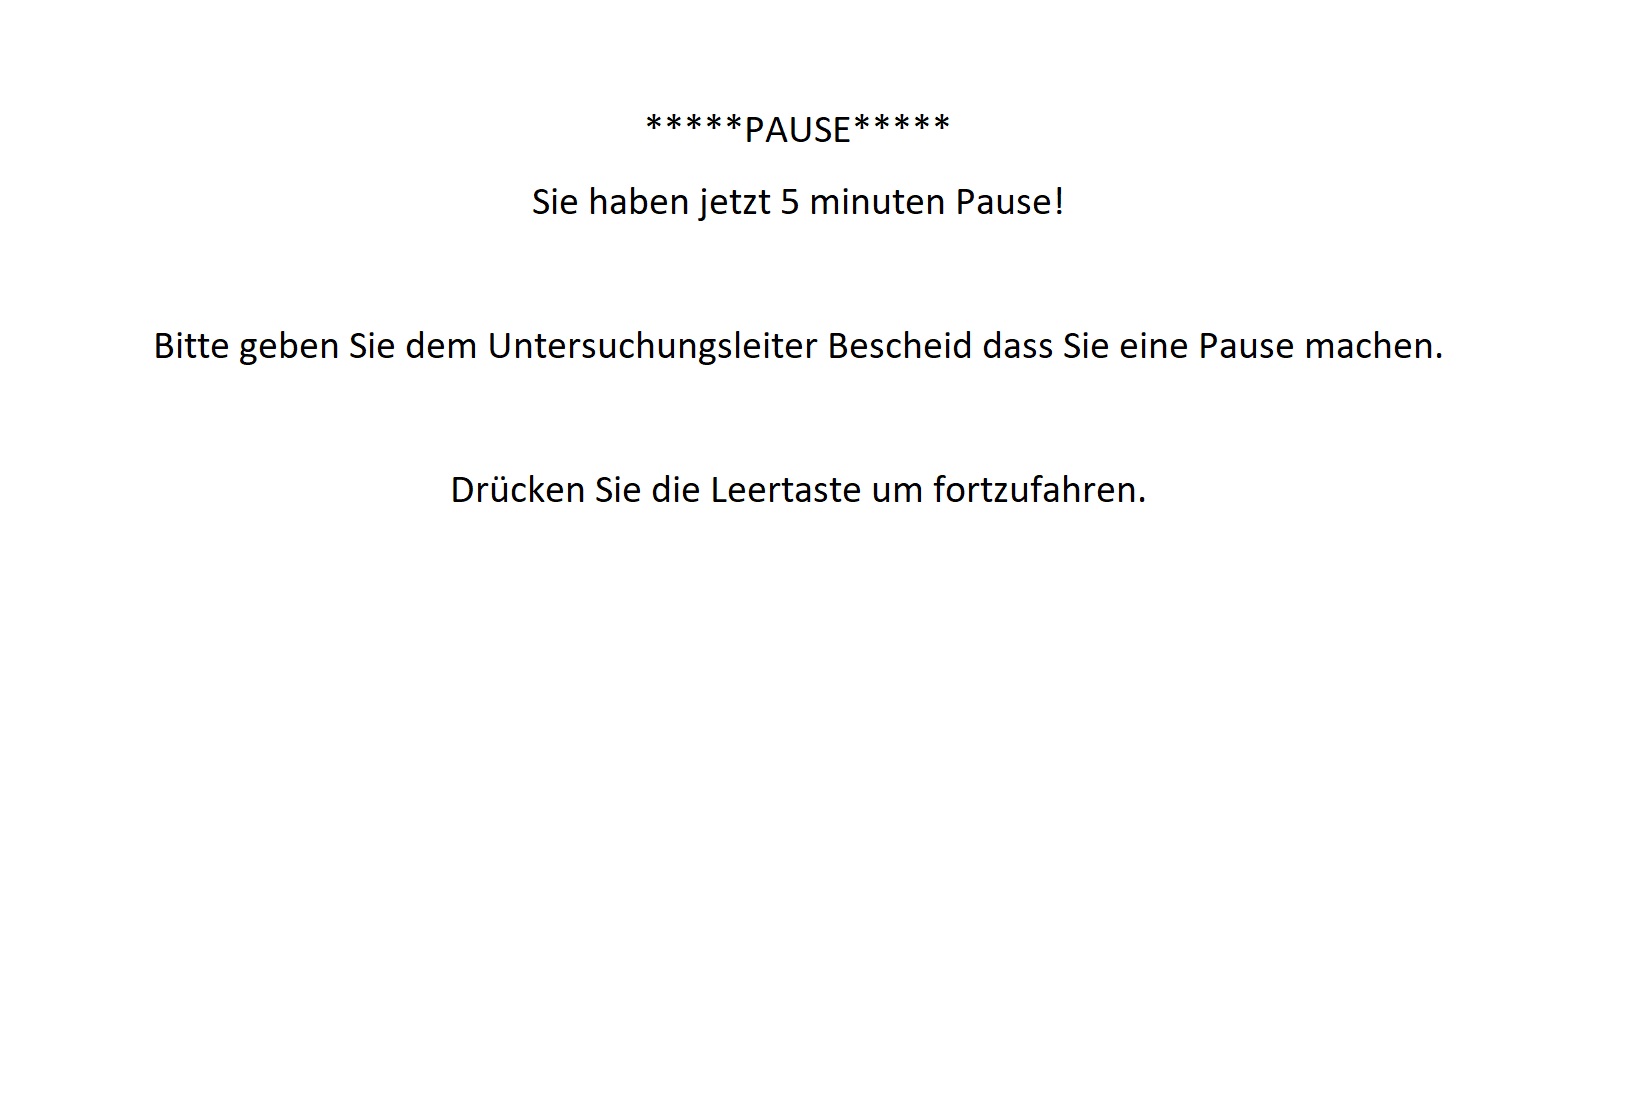 *****PAUSE*****
Sie haben jetzt 5 minuten Pause!
Bitte geben Sie dem Untersuchungsleiter Bescheid dass Sie eine Pause machen.
Drücken Sie die Leertaste um fortzufahren.